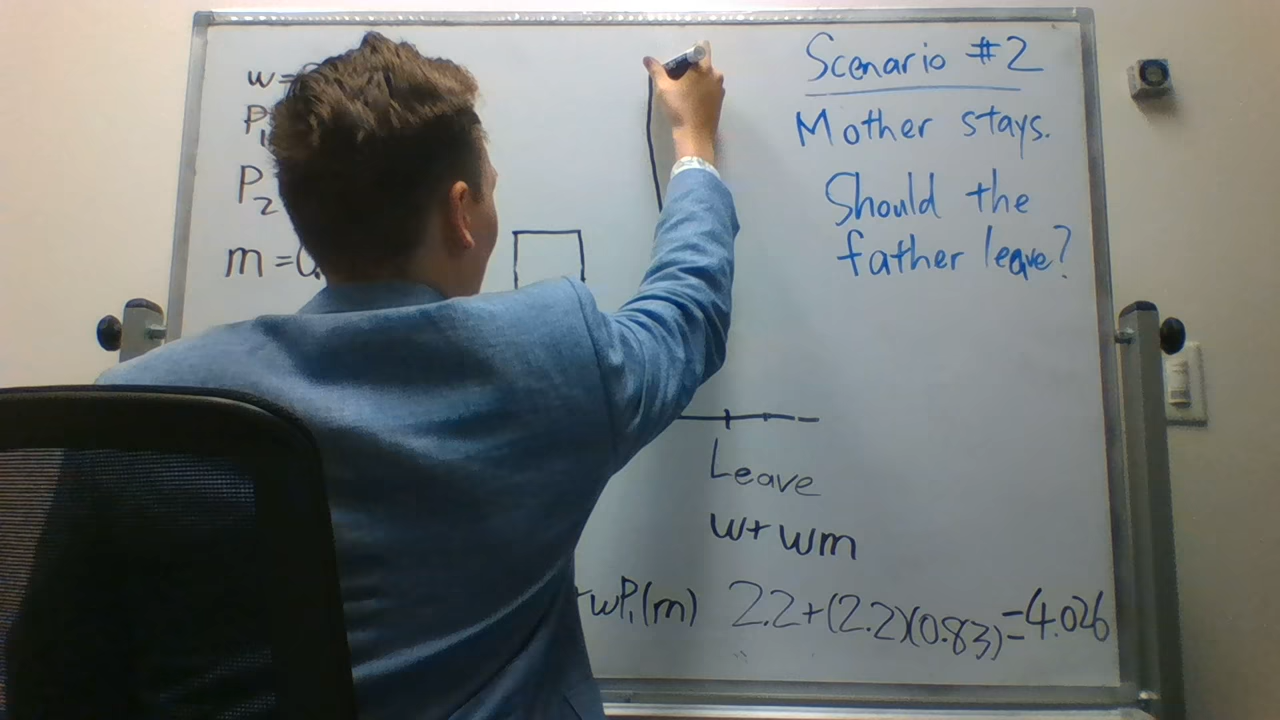 w=
P1
P2
m=0.
Scenario #2
Mother stays.
Should the
father leave?
Leave
w+wm
wP1(m) 2.2+(2.2)(0.83)=4.026